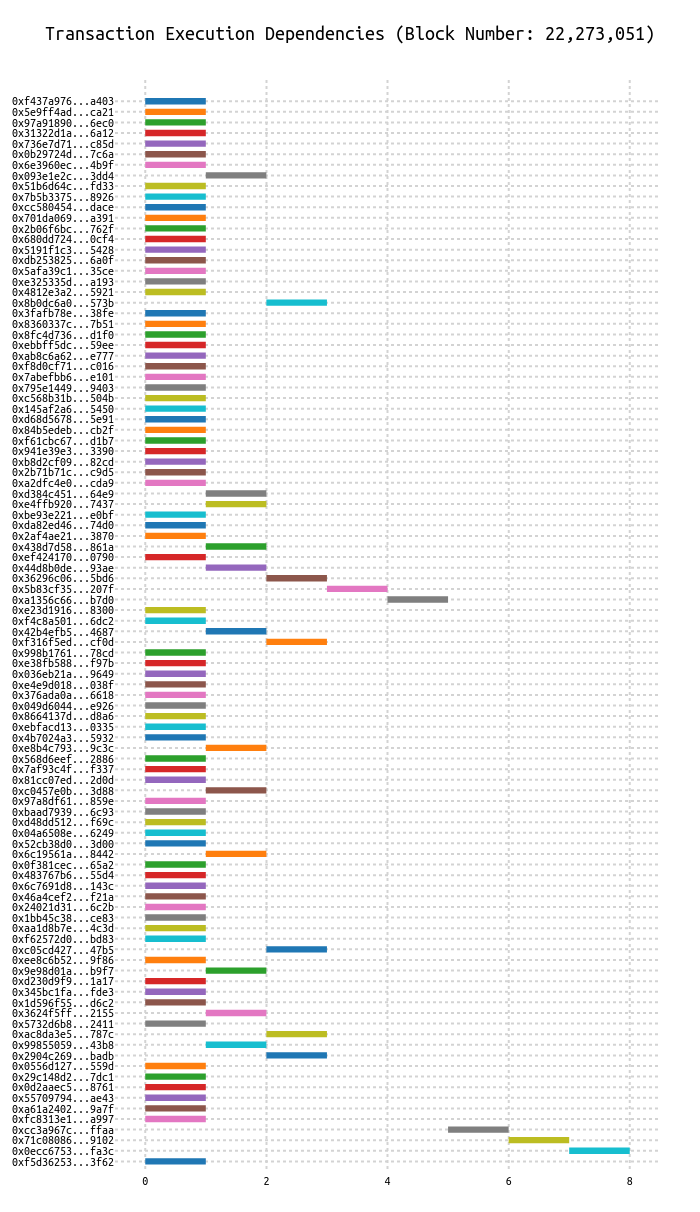 Transaction Execution Dependencies (Block Number: 22,273,051)
0xf437a976...a403
0x5e9ff4ad...ca21
0x97a91890...6ec0
0x31322d1a...6a12
0x736e7d71...c85d
0x0b29724d...7c6a
0x6e3960ec...4b9f
0x093e1e2c...3dd4
0x51b6d64c...fd33
0x7b5b3375...8926
0xcc580454...dace
0x701da069...a391
0x2b06f6bc...762f
0x680dd724...0cf4
0x5191f1c3...5428
0xdb253825...6a0f
0x5afa39c1...35ce
0xe325335d...a193
0x4812e3a2...5921
0x8b0dc6a0...573b
0x3fafb78e...38fe
0x8360337c...7b51
0x8fc4d736...d1f0
0xebbff5dc...59ee
0xab8c6a62...e777
0xf8d0cf71...c016
0x7abefbb6...e101
0x795e1449...9403
0xc568b31b...504b
0x145af2a6...5450
0xd68d5678...5e91
0x84b5edeb...cb2f
0xf61cbc67...d1b7
0x941e39e3...3390
0xb8d2cf09...82cd
0x2b71b71c...c9d5
0xa2dfc4e0...cda9
0xd384c451...64e9
0xe4ffb920...7437
0xbe93e221...e0bf
0xda82ed46...74d0
0x2af4ae21...3870
0x438d7d58...861a
0xef424170...0790
0x44d8b0de...93ae
0x36296c06...5bd6
0x5b83cf35...207f
0xa1356c66...b7d0
0xe23d1916...8300
0xf4c8a501...6dc2
0x42b4efb5...4687
0xf316f5ed...cf0d
0x998b1761...78cd
0xe38fb588...f97b
0x036eb21a...9649
0xe4e9d018...038f
0x376ada0a...6618
0x049d6044...e926
0x8664137d...d8a6
0xebfacd13...0335
0x4b7024a3...5932
0xe8b4c793...9c3c
0x568d6eef...2886
0x7af93c4f...f337
0x81cc07ed...2d0d
0xc0457e0b...3d88
0x97a8df61...859e
0xbaad7939...6c93
0xd48dd512...f69c
0x04a6508e...6249
0x52cb38d0...3d00
0x6c19561a...8442
0x0f381cec...65a2
0x483767b6...55d4
0x6c7691d8...143c
0x46a4cef2...f21a
0x24021d31...6c2b
0x1bb45c38...ce83
0xaa1d8b7e...4c3d
0xf62572d0...bd83
0xc05cd427...47b5
0xee8c6b52...9f86
0x9e98d01a...b9f7
0xd230d9f9...1a17
0x345bc1fa...fde3
0x1d596f55...d6c2
0x3624f5ff...2155
0x5732d6b8...2411
0xac8da3e5...787c
0x99855059...43b8
0x2904c269...badb
0x0556d127...559d
0x29c148d2...7dc1
0x0d2aaec5...8761
0x55709794...ae43
0xa61a2402...9a7f
0xfc8313e1...a997
0xcc3a967c...ffaa
0x71c08086...9102
0x0ecc6753...fa3c
0xf5d36253...3f62
0 2 4 6 8